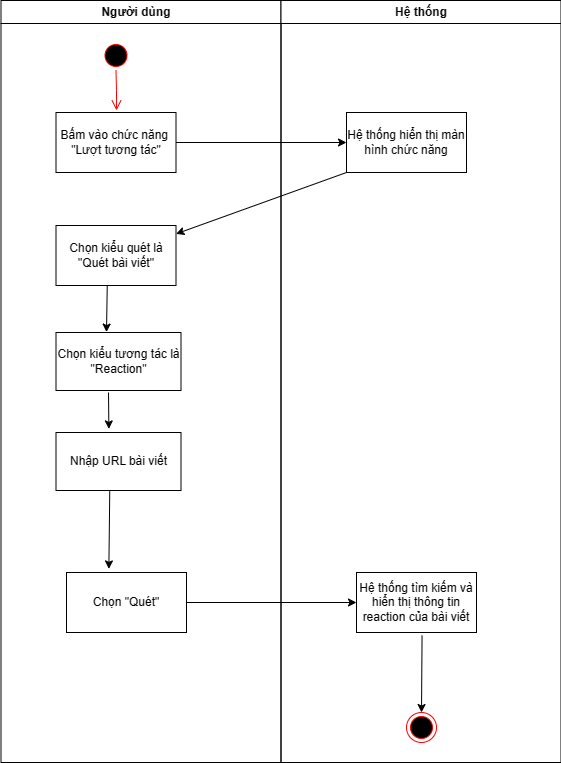 Người dùng
Hệ thống
Bấm vào chức năng
"Lượt tương tác"
Hệ thống hiển thị màn
hình chức năng
Chọn kiểu quét là
"Quét bài viết"
Chọn kiểu tương tác là
"Reaction"
Nhập URL bài viết
Chọn "Quét"
Hệ thống tìm kiếm và
hiển thị thông tin
reaction của bài viết